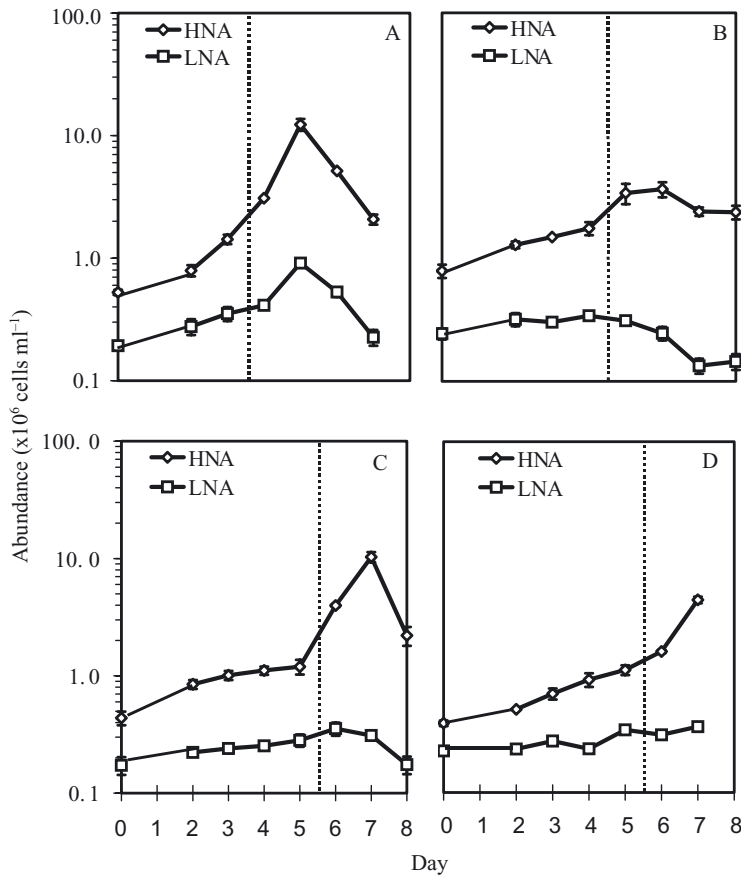 100.0
10.0
1.0
0.1
HNA
LNA
A
HNA
LNA
B
Abundance (x10⁶ cells ml⁻¹)
100. 0
10. 0
1.0
0.1
HNA
LNA
C
HNA
LNA
D
0 1 2 3 4 5 6 7 8
0 1 2 3 4 5 6 7 8
Day